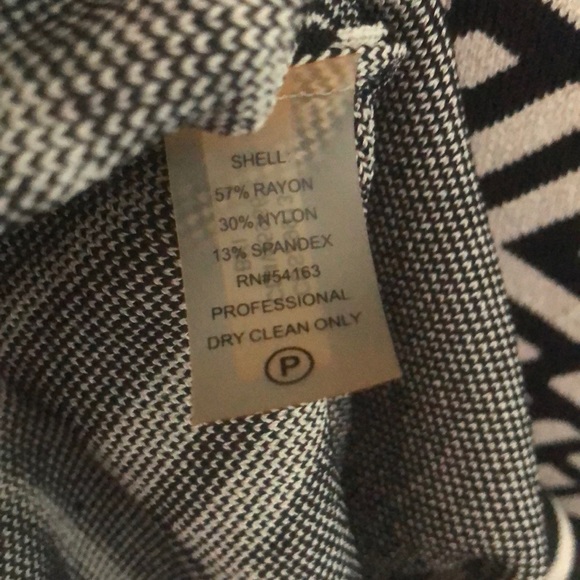 SHELL
57% RAYON
30% NYLON
13% SPANDEX
RN#54163
PROFESSIONAL
DRY CLEAN ONLY
P